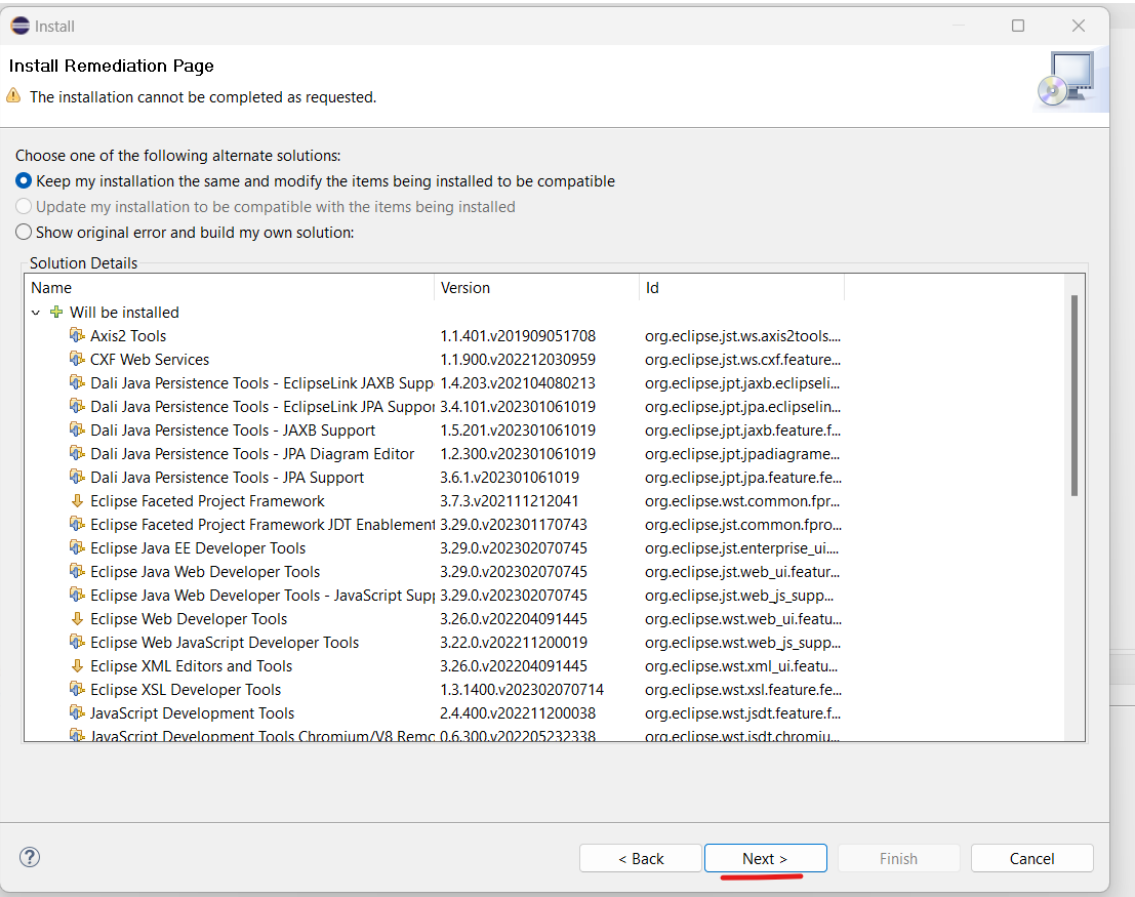 Install
Install Remediation Page
The installation cannot be completed as requested.
Choose one of the following alternate solutions:
Keep my installation the same and modify the items being installed to be compatible
Update my installation to be compatible with the items being installed
Show original error and build my own solution:
Solution Details
Name Version Id
Will be installed
Axis2 Tools 1.1.401.v201909051708 org.eclipse.jst.ws.axis2tools....
CXF Web Services 1.1.900.v202212030959 org.eclipse.jst.ws.cxf.feature...
Dali Java Persistence Tools - EclipseLink JAXB Supp 1.4.203.v202104080213 org.eclipse.jpt.jaxb.eclipseli...
Dali Java Persistence Tools - EclipseLink JPA Suppor 3.4.101.v202301061019 org.eclipse.jpt.jpa.eclipselin...
Dali Java Persistence Tools - JAXB Support 1.5.201.v202301061019 org.eclipse.jpt.jaxb.feature.f...
Dali Java Persistence Tools - JPA Diagram Editor 1.2.300.v202301061019 org.eclipse.jpt.jpadiagrame...
Dali Java Persistence Tools - JPA Support 3.6.1.v202301061019 org.eclipse.jpt.jpa.feature.fe...
Eclipse Faceted Project Framework 3.7.3.v202111212041 org.eclipse.wst.common.fpr...
Eclipse Faceted Project Framework JDT Enablement 3.29.0.v202301170743 org.eclipse.jst.common.fpro...
Eclipse Java EE Developer Tools 3.29.0.v202302070745 org.eclipse.jst.enterprise_ui....
Eclipse Java Web Developer Tools 3.29.0.v202302070745 org.eclipse.jst.web_ui.featur...
Eclipse Java Web Developer Tools - JavaScript Supp 3.29.0.v202302070745 org.eclipse.jst.web_js_supp...
Eclipse Web Developer Tools 3.26.0.v202204091445 org.eclipse.wst.web_ui.featu...
Eclipse Web JavaScript Developer Tools 3.22.0.v202211200019 org.eclipse.wst.web_js_supp...
Eclipse XML Editors and Tools 3.26.0.v202204091445 org.eclipse.wst.xml_ui.featu...
Eclipse XSL Developer Tools 1.3.1400.v202302070714 org.eclipse.wst.xsl.feature.fe...
JavaScript Development Tools 2.4.400.v202211200038 org.eclipse.wst.jsdt.feature.f...
JavaScript Development Tools Chromium/V8 Remo 0.6.300.v202205232338 org.eclipse.wst.jsdt.chromiu...
< Back Next > Finish Cancel